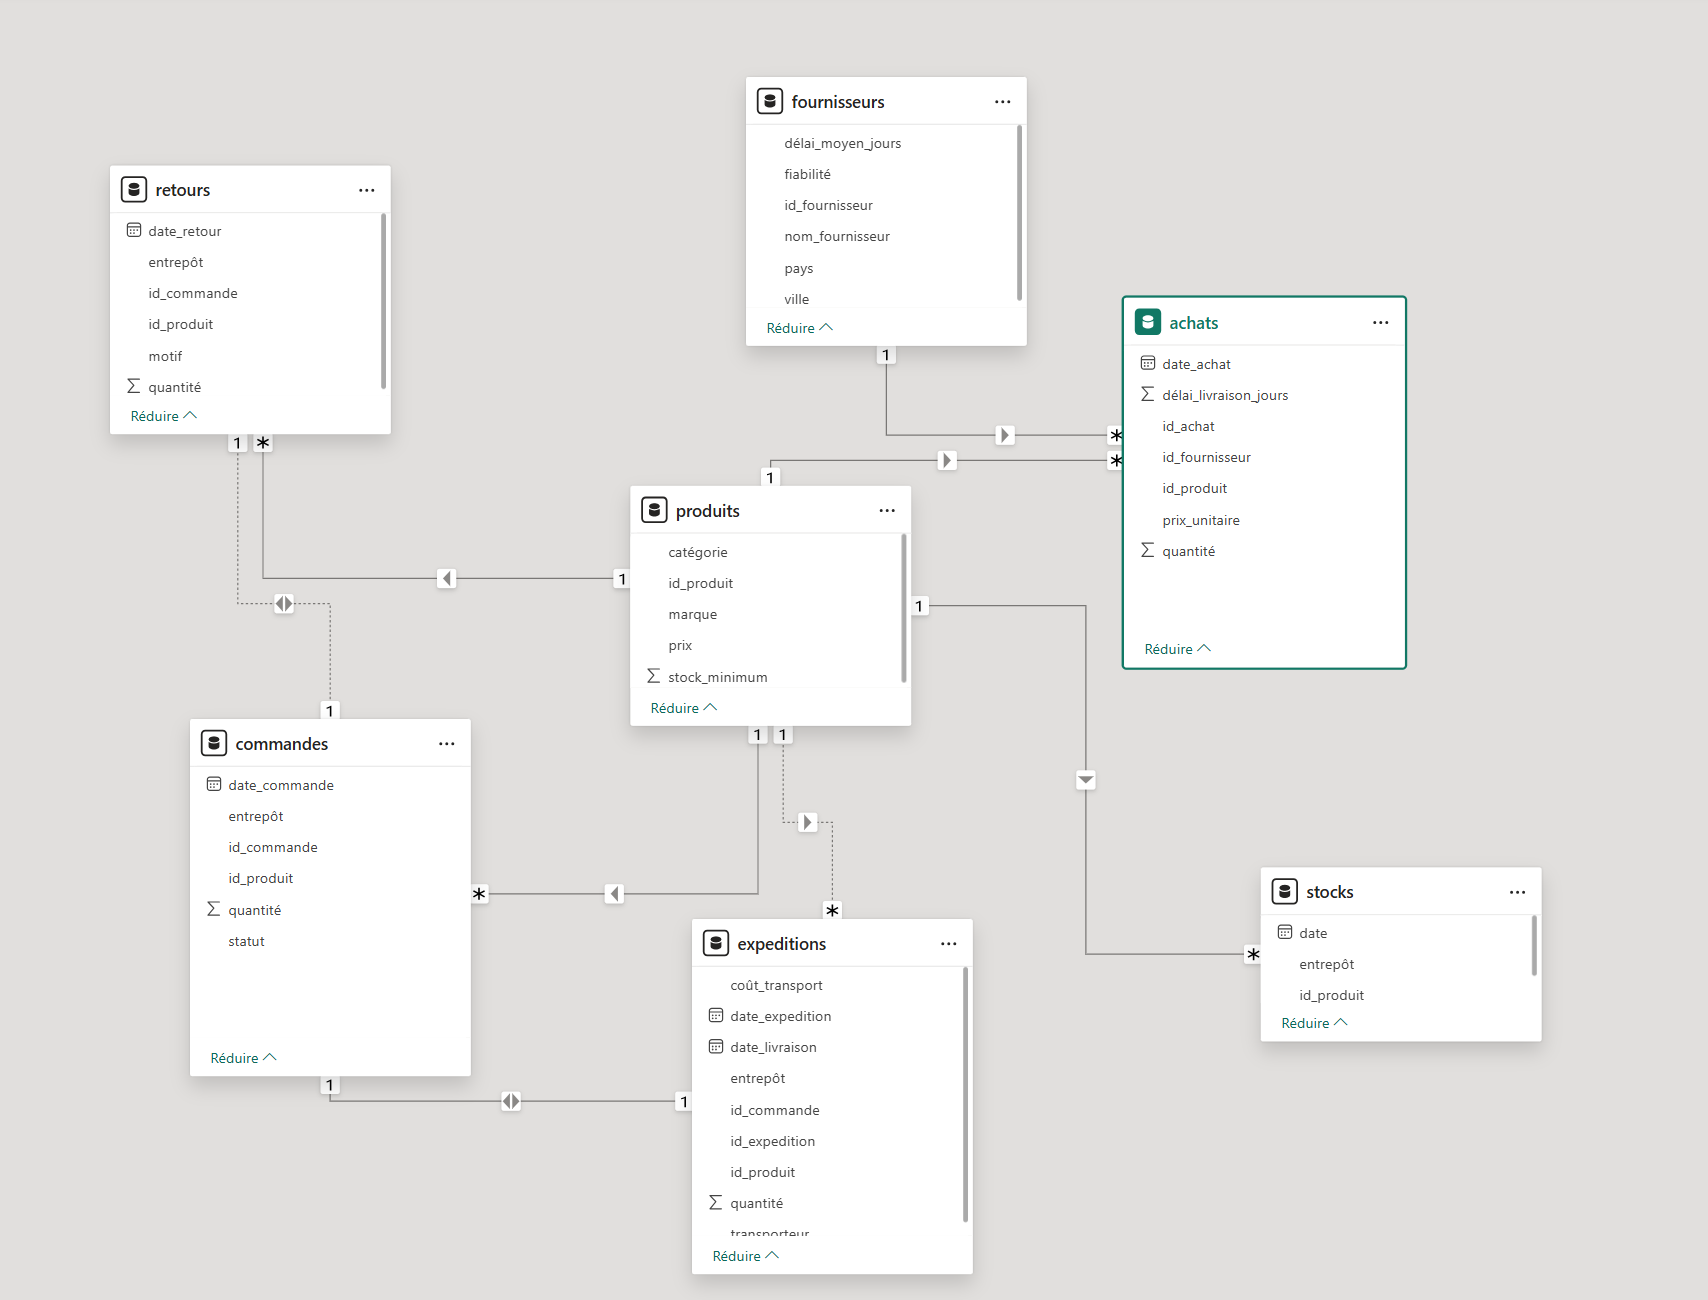 fournisseurs
délai_moyen_jours
fiabilité
id_fournisseur
nom_fournisseur
pays
ville
Réduire
1
retours
date_retour
entrepôt
id_commande
id_produit
motif
quantité
Réduire
1 *
achats
date_achat
délai_livraison_jours
id_achat
id_fournisseur
id_produit
prix_unitaire
quantité
Réduire
*
*
1
produits
catégorie
id_produit
marque
prix
stock_minimum
Réduire
1
1
1 1
1
commandes
date_commande
entrepôt
id_commande
id_produit
quantité
statut
Réduire
*
1
1
*
expeditions
coût_transport
date_expedition
date_livraison
entrepôt
id_commande
id_expedition
id_produit
quantité
transporteur
Réduire
stocks
date
entrepôt
id_produit
Réduire
*